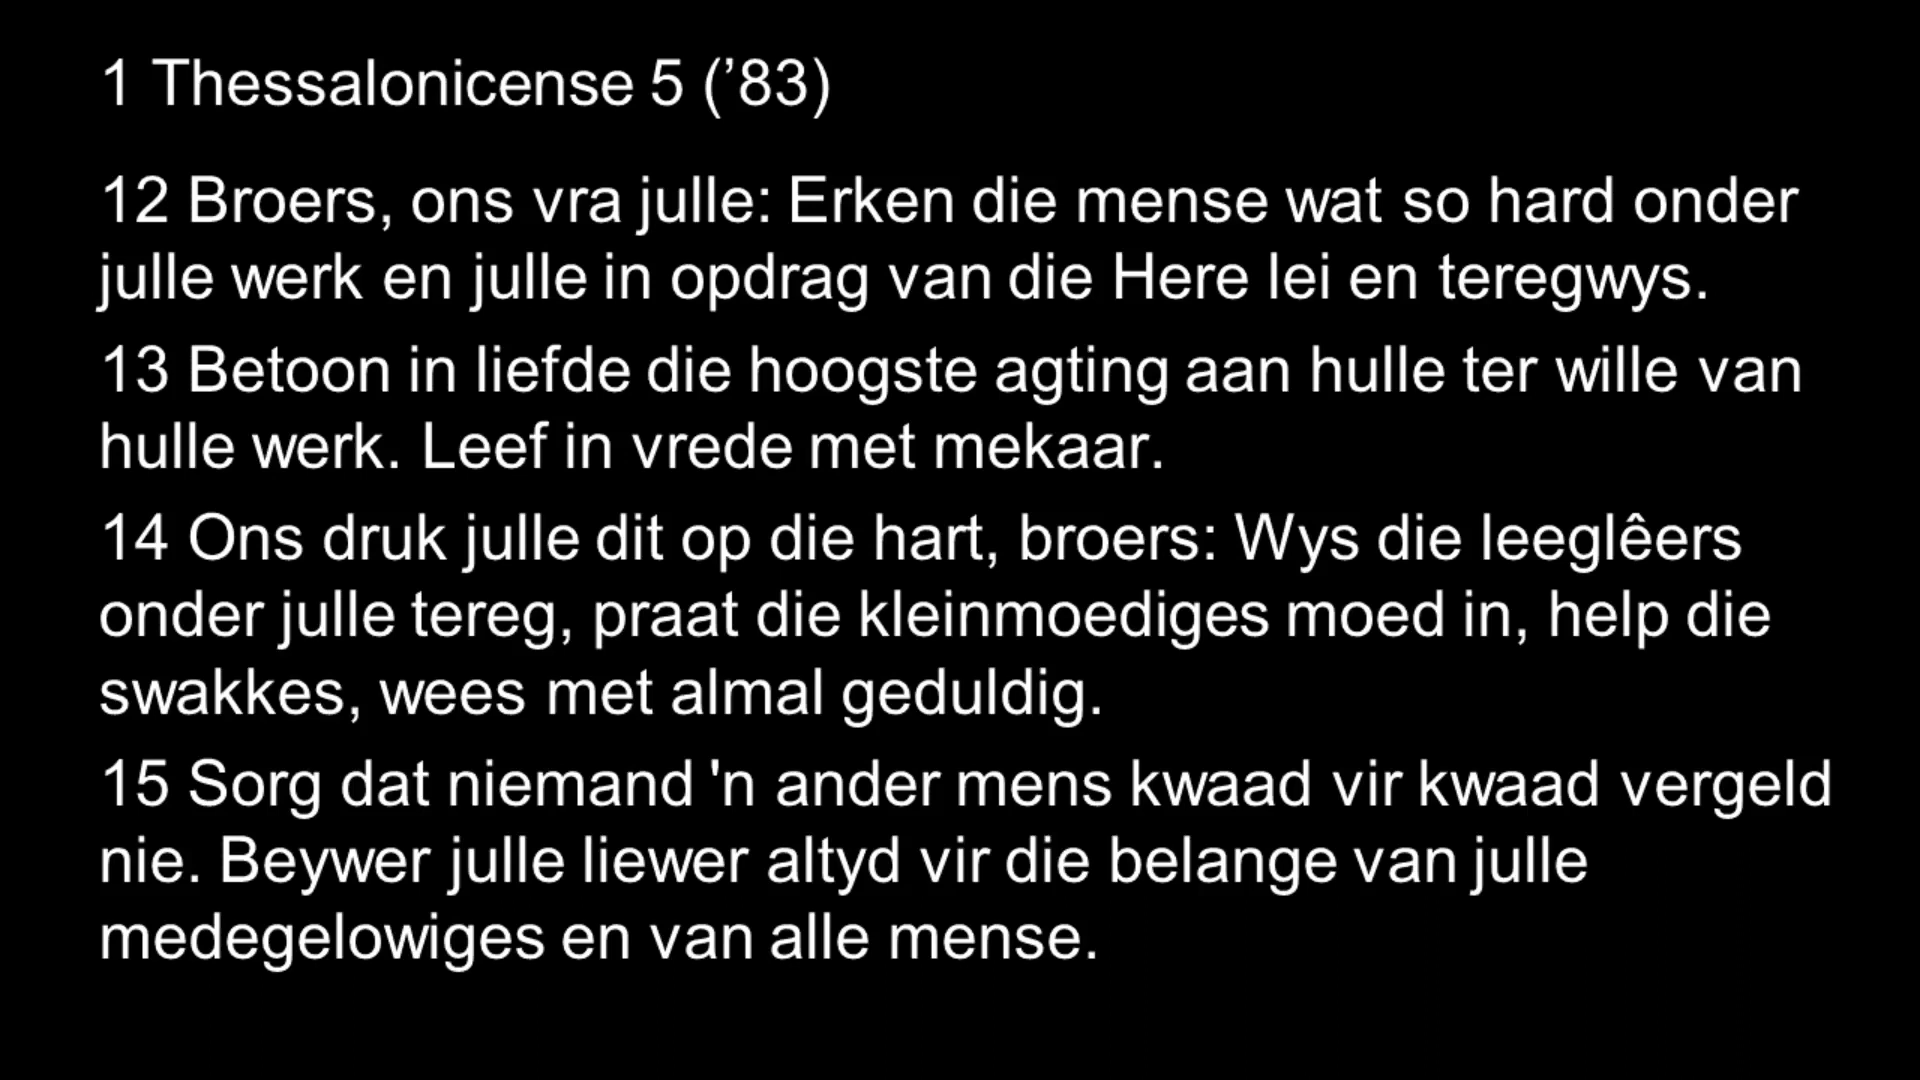 1 Thessalonicense 5 (’83)
12 Broers, ons vra julle: Erken die mense wat so hard onder
julle werk en julle in opdrag van die Here lei en teregwys.
13 Betoon in liefde die hoogste agting aan hulle ter wille van
hulle werk. Leef in vrede met mekaar.
14 Ons druk julle dit op die hart, broers: Wys die leeglêers
onder julle tereg, praat die kleinmoediges moed in, help die
swakkes, wees met almal geduldig.
15 Sorg dat niemand 'n ander mens kwaad vir kwaad vergeld
nie. Beywer julle liewer altyd vir die belange van julle
medegelowiges en van alle mense.